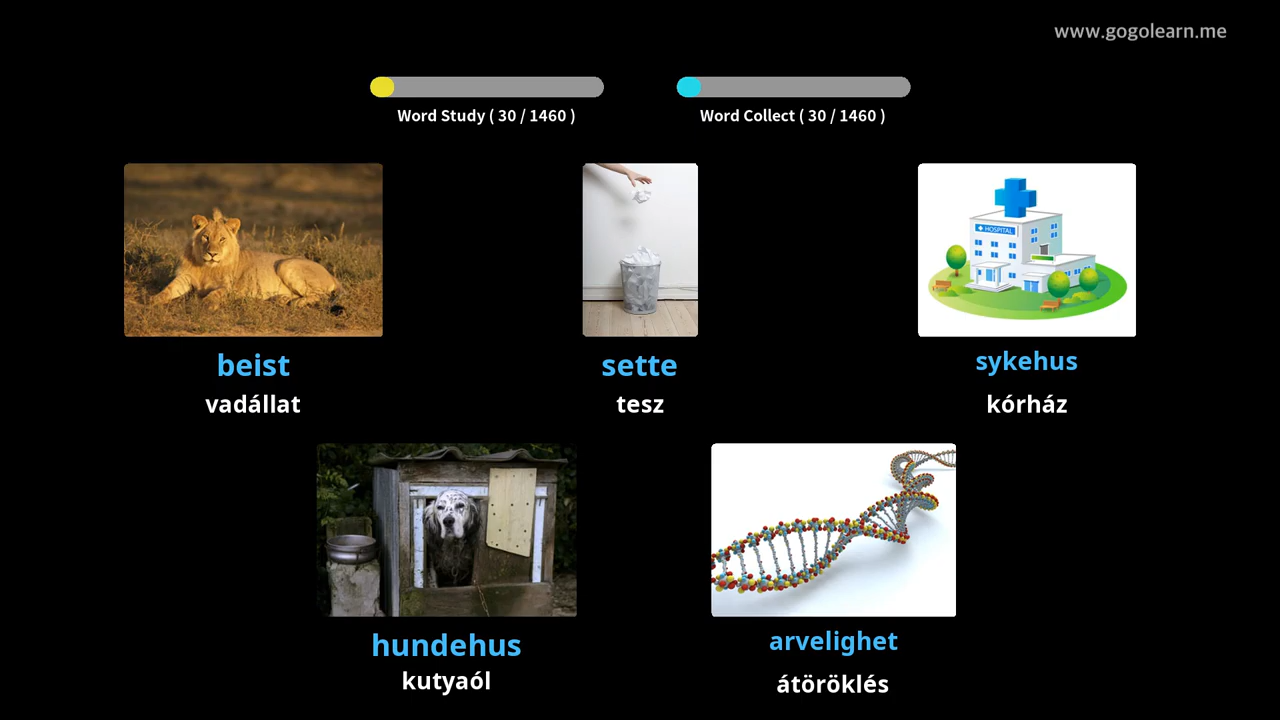 www.gogolearn.me
Word Study ( 30 / 1460 )
Word Collect ( 30 / 1460 )
HOSPITAL
beist
vadállat
sette
tesz
sykehus
kórház
hundehus
kutyaól
arvelighet
átöröklés